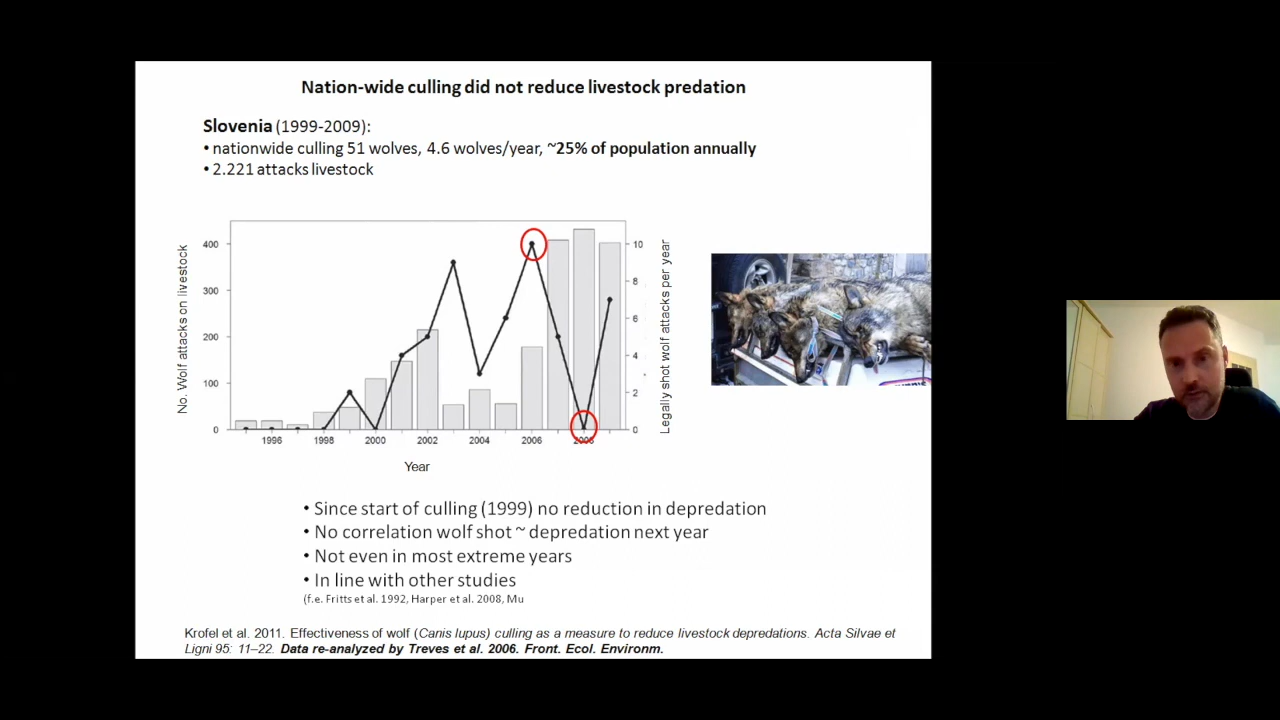 Nation-wide culling did not reduce livestock predation
Slovenia (1999-2009):
• nationwide culling 51 wolves, 4.6 wolves/year, ~25% of population annually
• 2.221 attacks livestock
No. Wolf attacks on livestock
400
300
200
100
0
10
8
6
4
2
0
Legally shot wolf attacks per year
1996
1998
2000
2002
2004
2006
2008
Year
• Since start of culling (1999) no reduction in depredation
• No correlation wolf shot ~ depredation next year
• Not even in most extreme years
• In line with other studies
(f.e. Fritts et al. 1992, Harper et al. 2008, Mu
Krofel et al. 2011. Effectiveness of wolf (Canis lupus) culling as a measure to reduce livestock depredations. Acta Silvae et
Ligni 95: 11–22. Data re-analyzed by Treves et al. 2006. Front. Ecol. Environm.